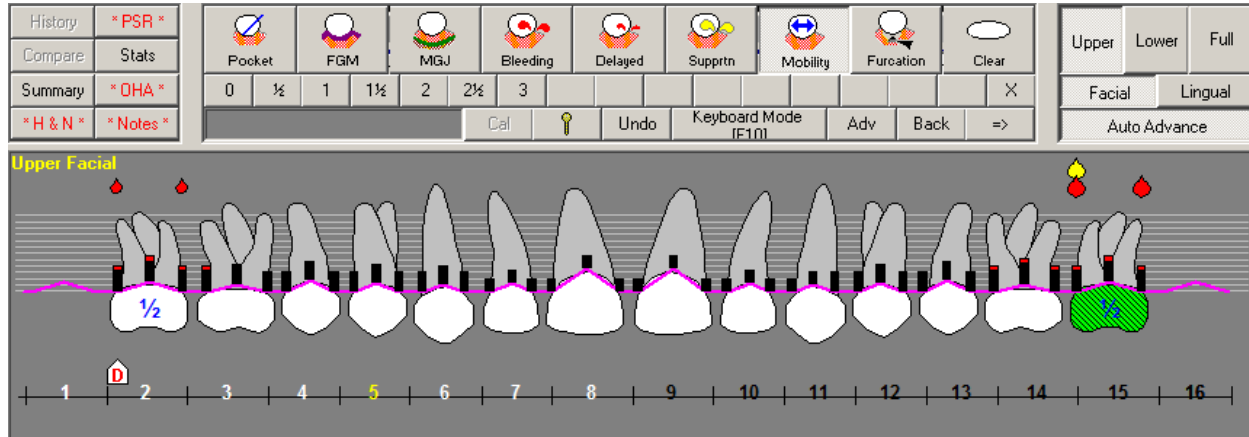 History * PSR * Pocket FGM MGJ Bleeding Delayed Supprtn Mobility Furcation Clear Upper Lower Full
Compare Stats
Summary * OHA * 0 ½ 1 1½ 2 2½ 3 X Facial Lingual
* H & N * * Notes * Cal Undo Keyboard Mode [F10] Adv Back => Auto Advance
Upper Facial
½ ½
D
1 2 3 4 5 6 7 8 9 10 11 12 13 14 15 16